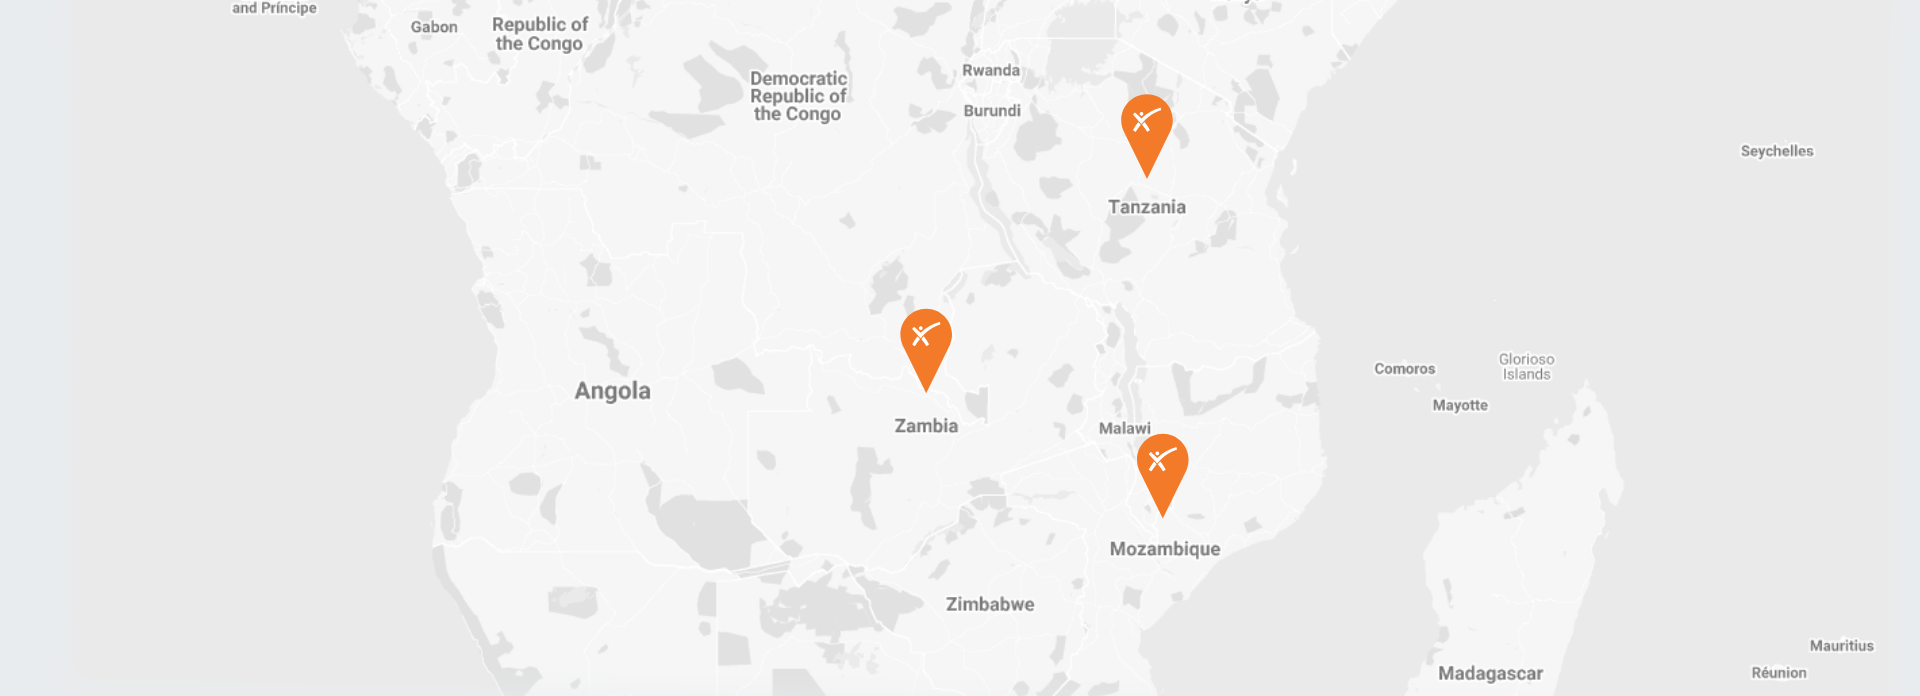 and Príncipe
Gabon
Republic of
the Congo
Democratic
Republic of
the Congo
Rwanda
Burundi
Seychelles
Tanzania
Comoros
Glorioso
Islands
Mayotte
Angola
Zambia
Malawi
Mozambique
Zimbabwe
Mauritius
Madagascar
Réunion